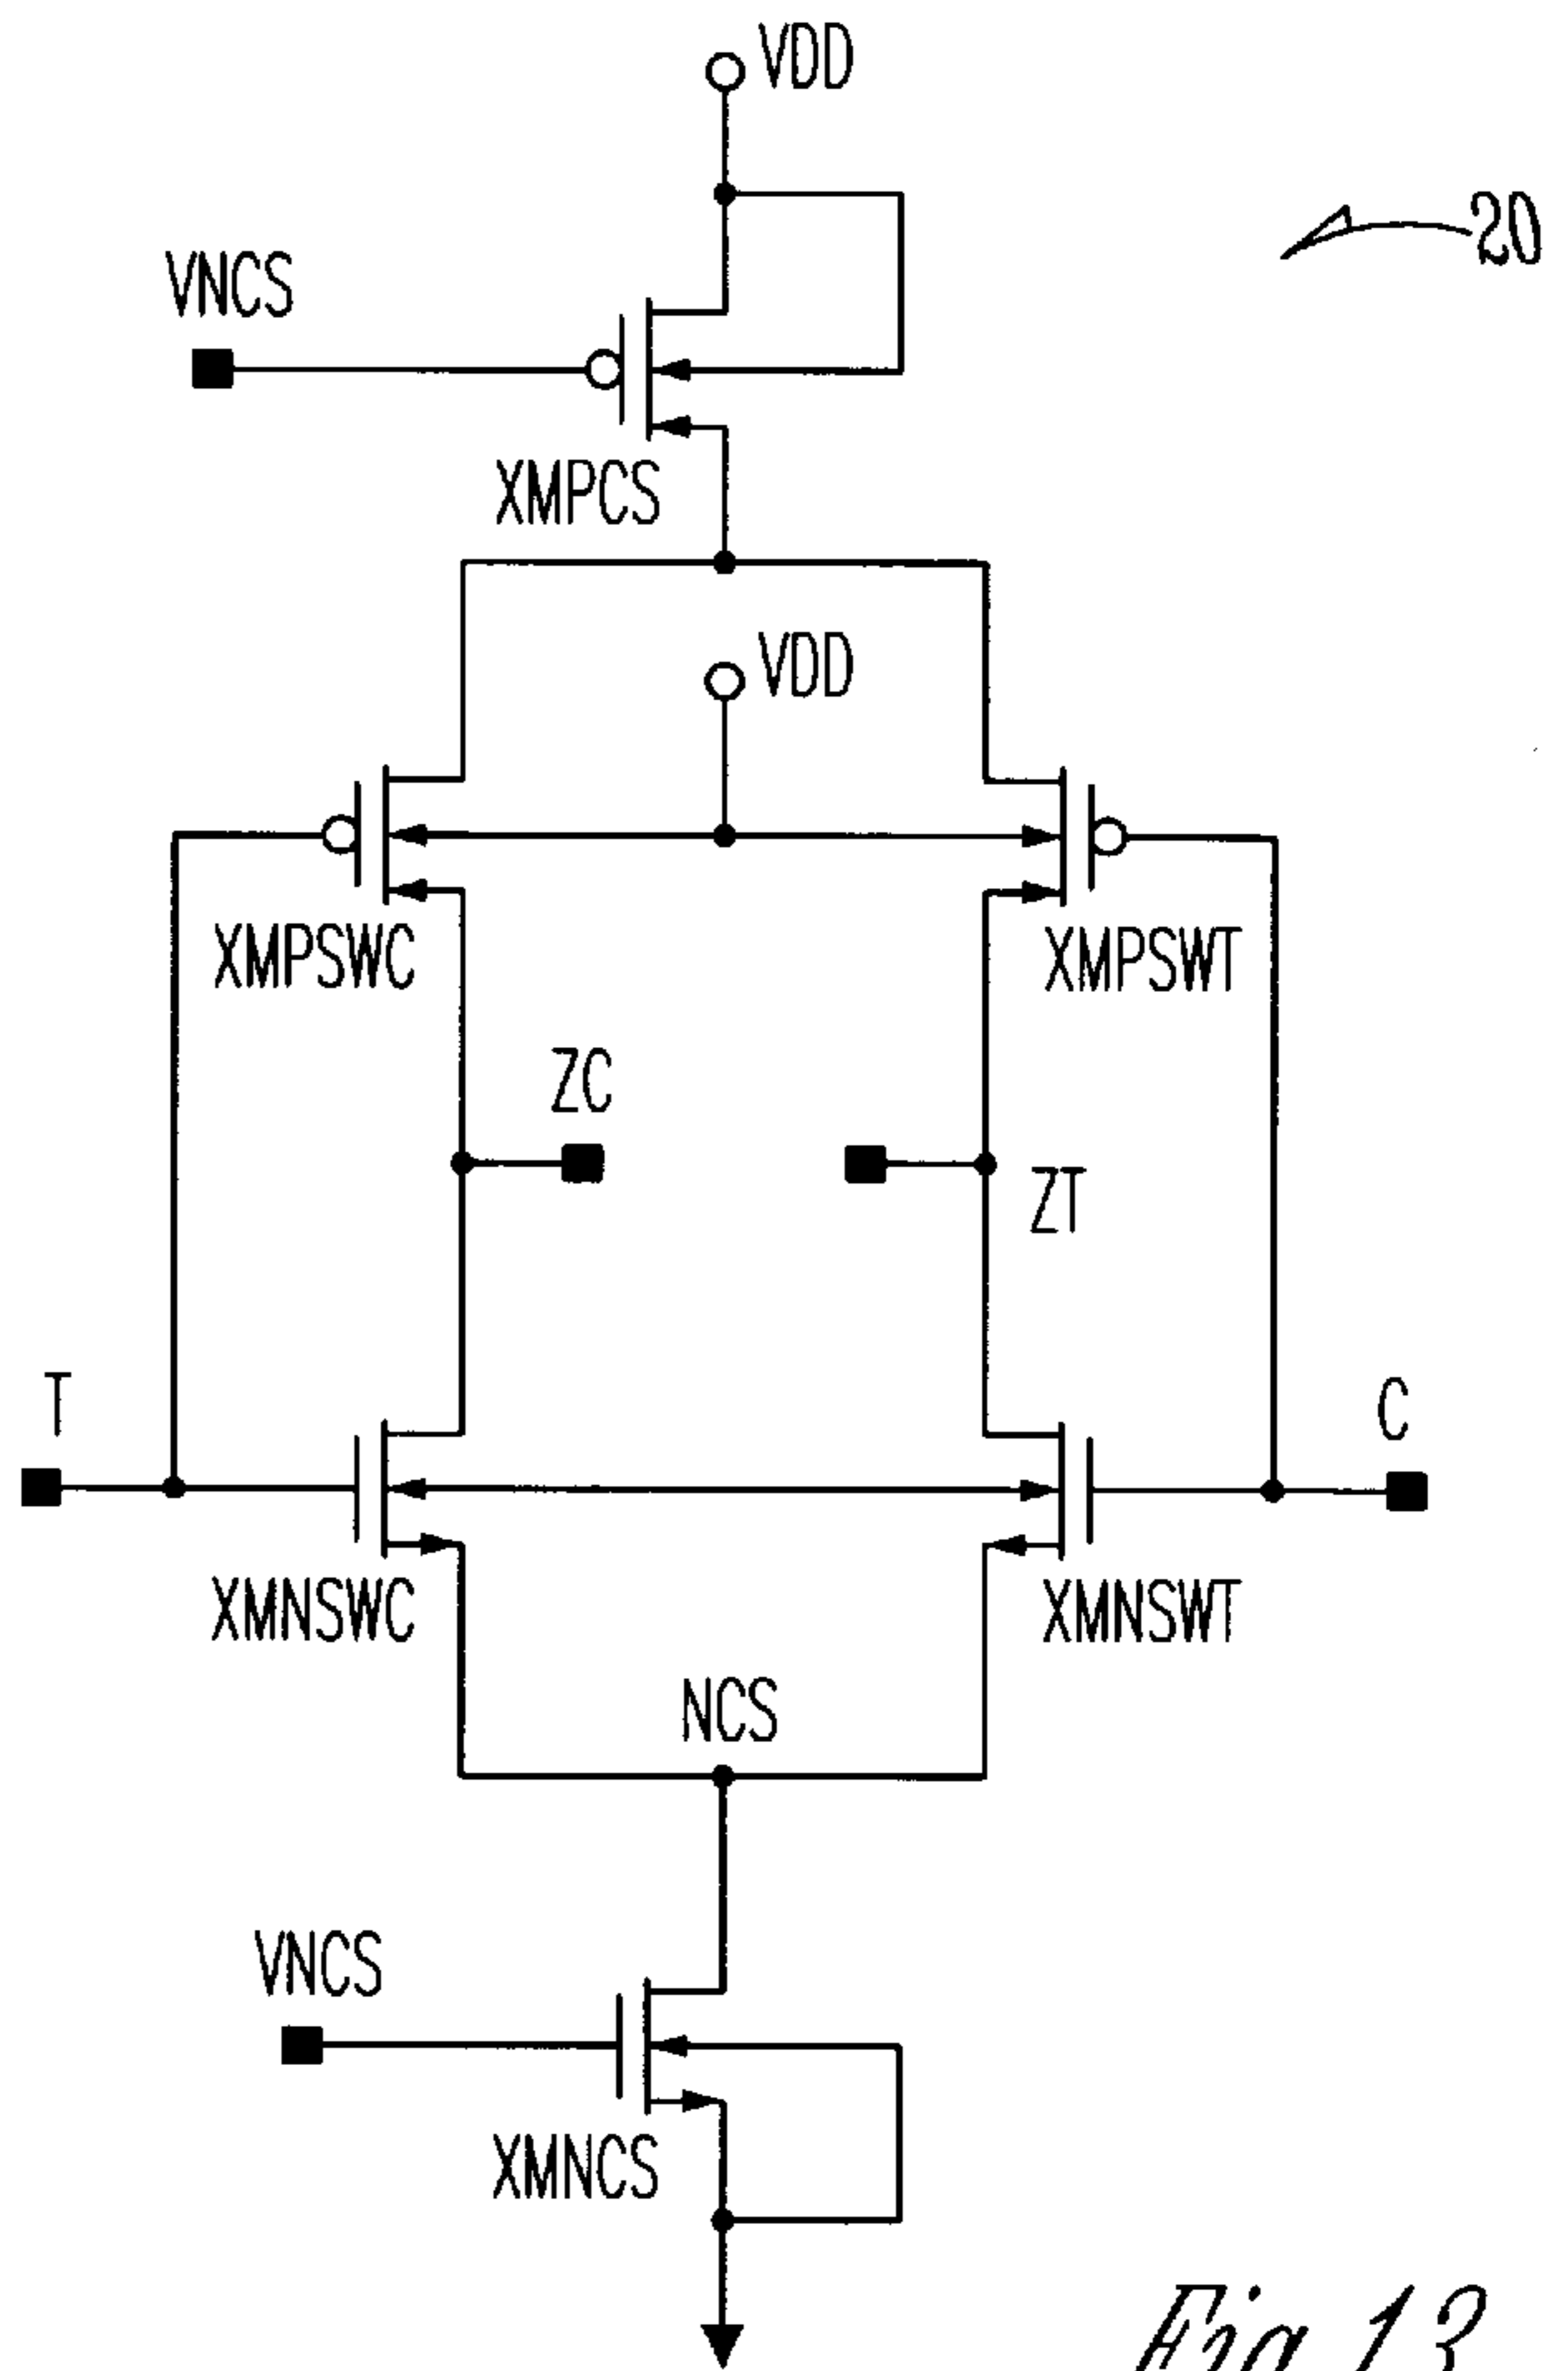 VDD
20
VNCS
XMPCS
VDD
XMPSWC
XMPSWT
ZC
ZT
T
C
XMNSWC
XMNSWT
NCS
VNCS
XMNCS
Fig. 13